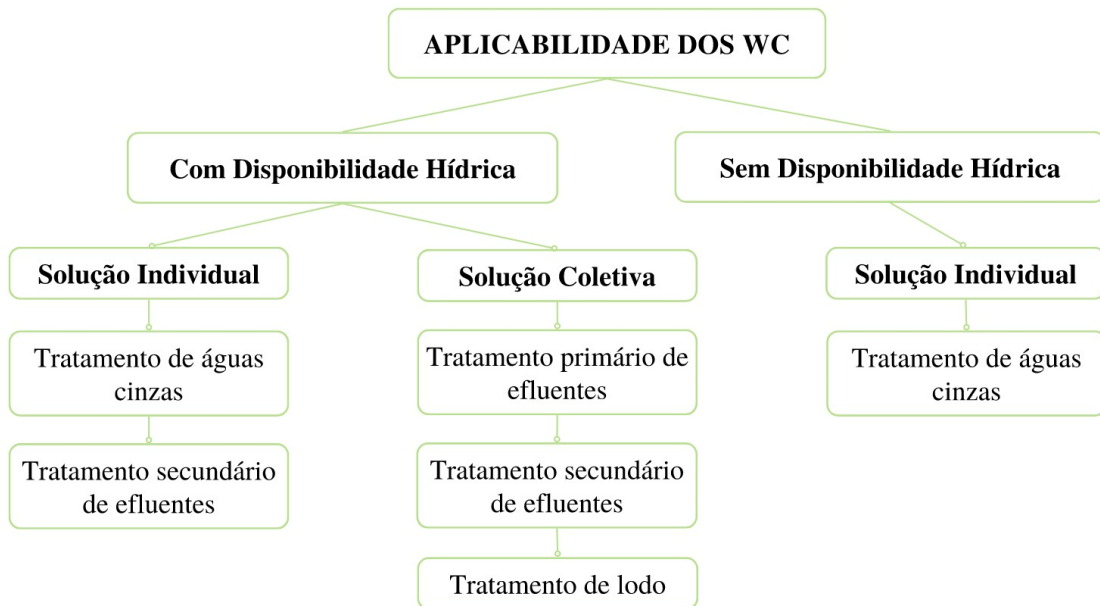 APLICABILIDADE DOS WC
Com Disponibilidade Hídrica
Sem Disponibilidade Hídrica
Solução Individual
Tratamento de águas
cinzas
Tratamento secundário
de efluentes
Solução Coletiva
Tratamento primário de
efluentes
Tratamento secundário
de efluentes
Tratamento de lodo
Solução Individual
Tratamento de águas
cinzas